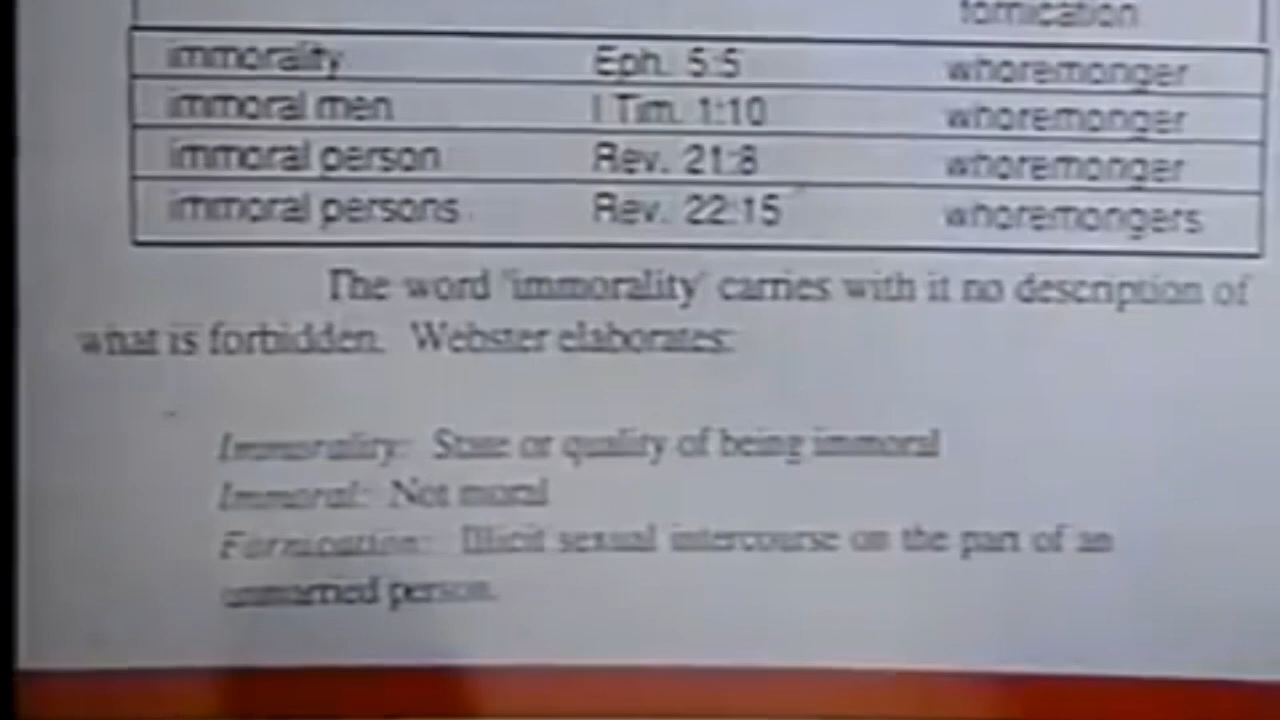 fornication
immorality Eph. 5:5 whoremonger
immoral men I Tim. 1:10 whoremonger
immoral person Rev. 21:8 whoremonger
immoral persons Rev. 22:15 whoremongers
The word 'immorality' carries with it no description of
what is forbidden. Webster elaborates:
Immorality: State or quality of being immoral
Immoral: Not moral
Fornication: Illicit sexual intercourse on the part of an
unmarried person.